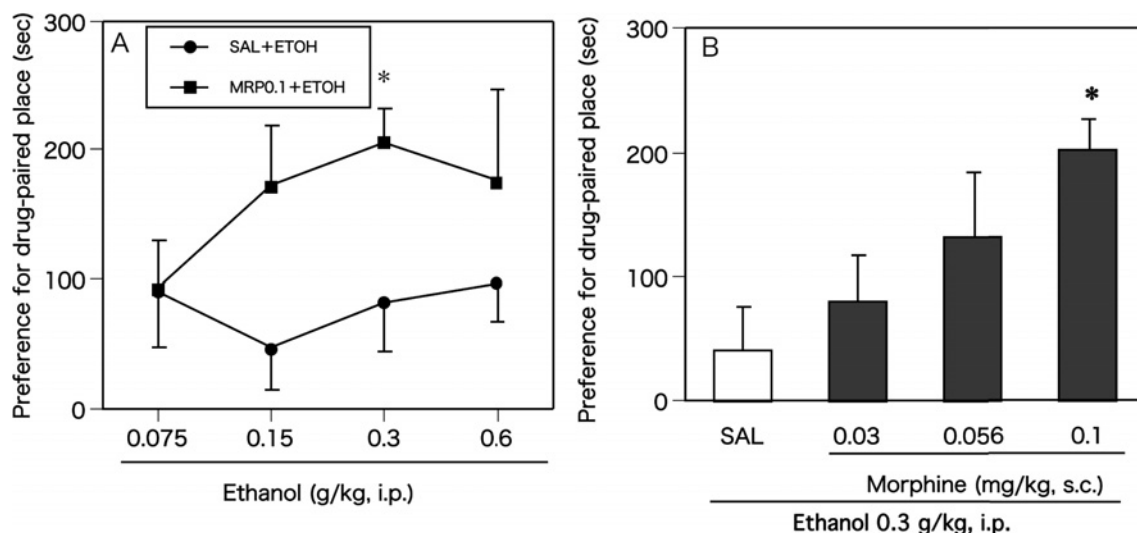 Preference for drug-paired place (sec)
300
200
100
0
A
SAL+ETOH
MRP0.1+ETOH
*
0.075 0.15 0.3 0.6
Ethanol (g/kg, i.p.)
Preference for drug-paired place (sec)
300
200
100
0
B
*
SAL 0.03 0.056 0.1
Morphine (mg/kg, s.c.)
Ethanol 0.3 g/kg, i.p.